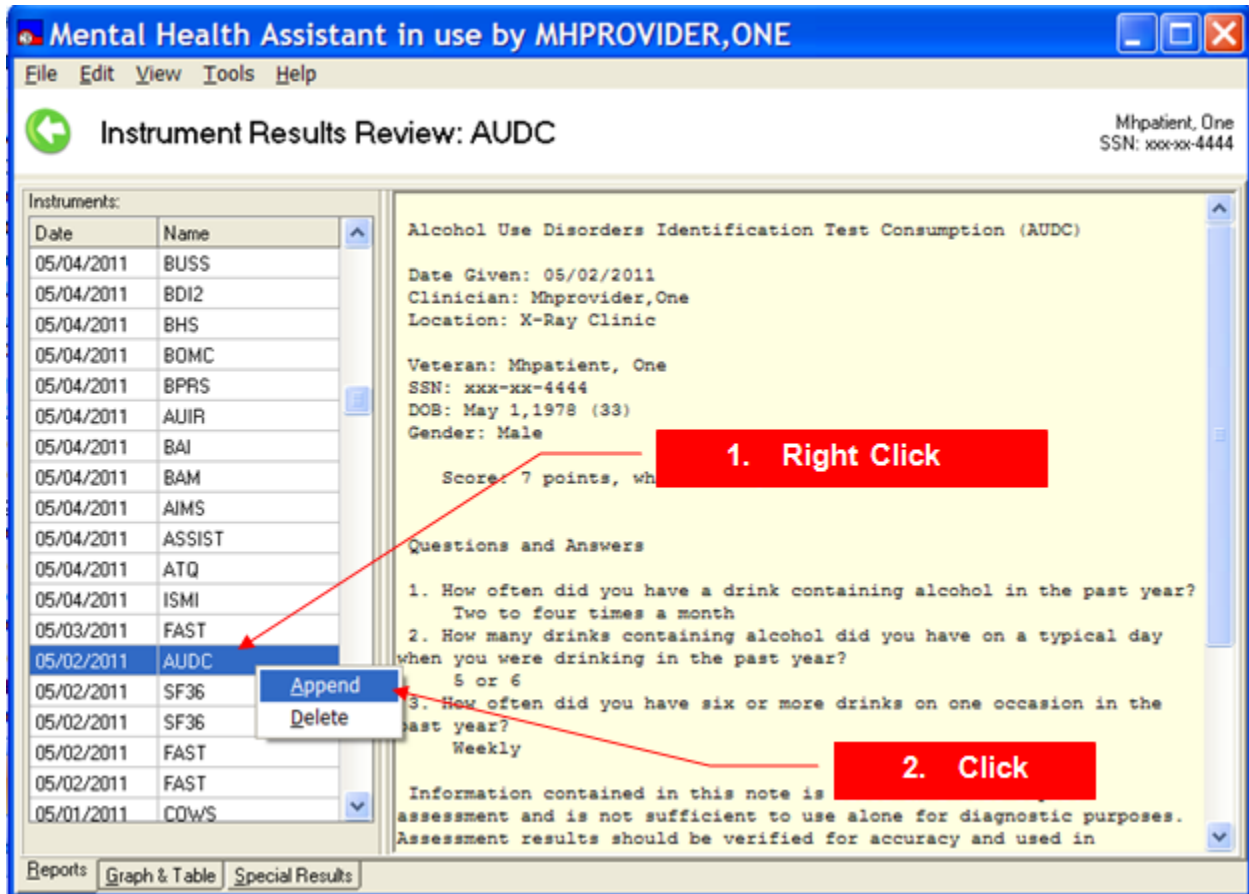 Mental Health Assistant in use by MHPROVIDER,ONE
File Edit View Tools Help
Instrument Results Review: AUDC
Mhpatient, One
SSN: xxx-xx-4444
Instruments:
Date Name
05/04/2011 BUSS
05/04/2011 BDI2
05/04/2011 BHS
05/04/2011 BOMC
05/04/2011 BPRS
05/04/2011 AUIR
05/04/2011 BAI
05/04/2011 BAM
05/04/2011 AIMS
05/04/2011 ASSIST
05/04/2011 ATQ
05/04/2011 ISMI
05/03/2011 FAST
05/02/2011 AUDC
05/02/2011 SF36
05/02/2011 SF36
05/02/2011 FAST
05/02/2011 FAST
05/01/2011 COWS
Append
Delete
Alcohol Use Disorders Identification Test Consumption (AUDC)
Date Given: 05/02/2011
Clinician: Mhprovider,One
Location: X-Ray Clinic
Veteran: Mhpatient, One
SSN: xxx-xx-4444
DOB: May 1,1978 (33)
Gender: Male
1. Right Click
Score: 7 points,
Questions and Answers
1. How often did you have a drink containing alcohol in the past year?
Two to four times a month
2. How many drinks containing alcohol did you have on a typical day
when you were drinking in the past year?
5 or 6
3. How often did you have six or more drinks on one occasion in the
past year?
Weekly
2. Click
Information contained in this note is
assessment and is not sufficient to use alone for diagnostic purposes.
Assessment results should be verified for accuracy and used in
Reports Graph & Table Special Results